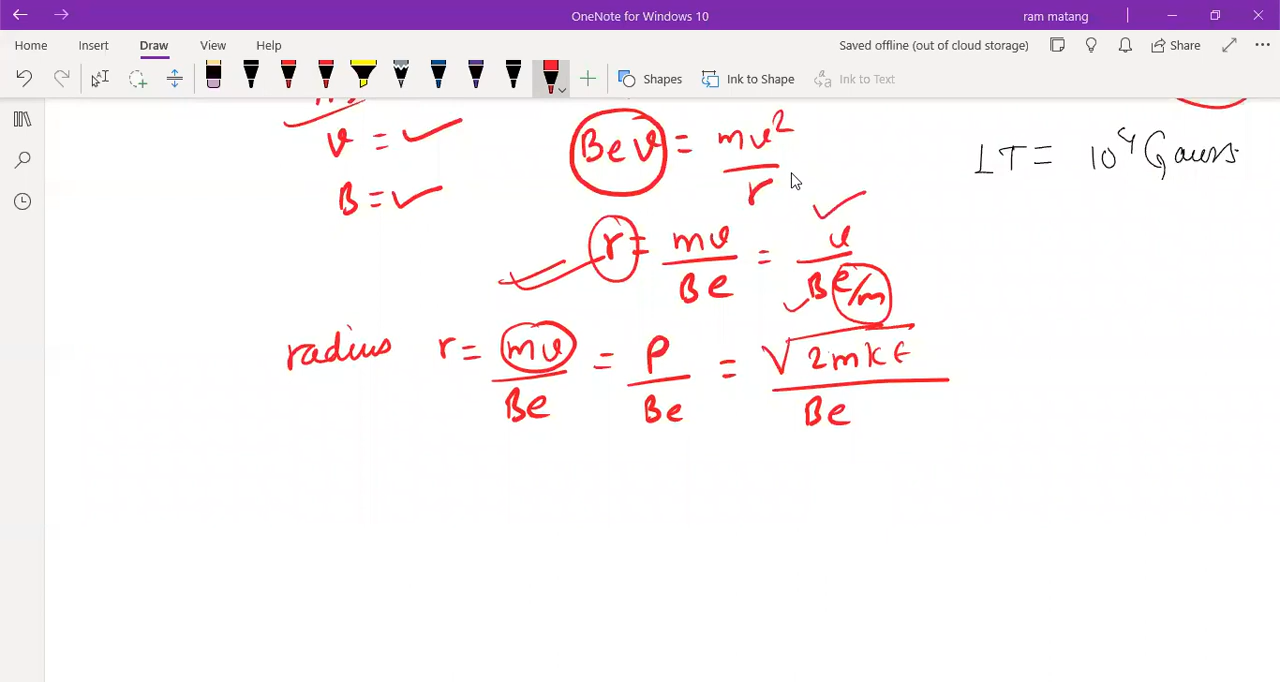 OneNote for Windows 10
ram matang
Home Insert Draw View Help
Saved offline (out of cloud storage)
Share
Shapes
Ink to Shape
Ink to Text
v =
B =
Bev = mv²/r
1T = 10⁴ Gauss
r = mv/Be = v/(B e/m)
radius r = mv/Be = P/Be = √2mKE/Be